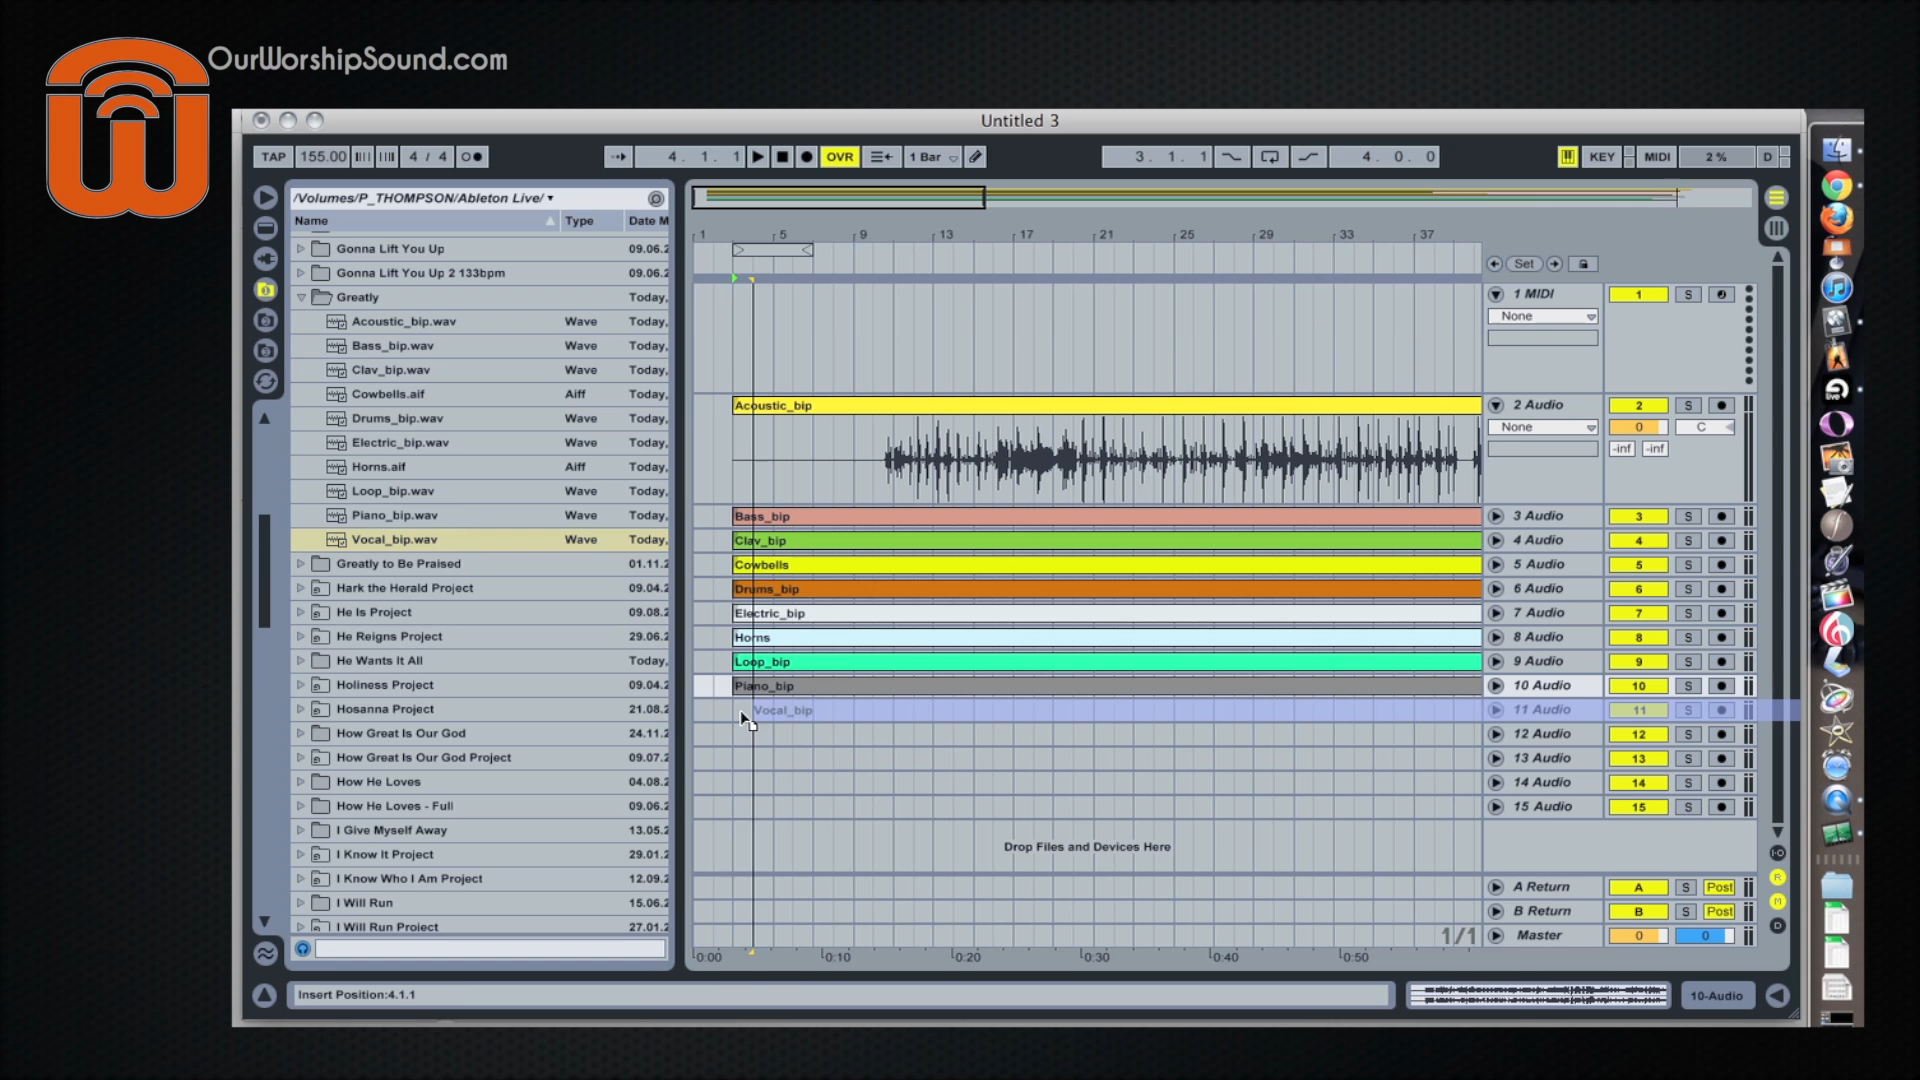 OurWorshipSound.com
Untitled 3
TAP 155.00 4 / 4 4. 1. 1 OVR 1 Bar 3. 1. 1 4. 0. 0 KEY MIDI 2 % D
/Volumes/P_THOMPSON/Ableton Live/
Name Type Date M
Gonna Lift You Up 09.06.2
Gonna Lift You Up 2 133bpm 09.06.2
Greatly Today,
Acoustic_bip.wav Wave Today,
Bass_bip.wav Wave Today,
Clav_bip.wav Wave Today,
Cowbells.aif Aiff Today,
Drums_bip.wav Wave Today,
Electric_bip.wav Wave Today,
Horns.aif Aiff Today,
Loop_bip.wav Wave Today,
Piano_bip.wav Wave Today,
Vocal_bip.wav Wave Today,
Greatly to Be Praised 01.11.2
Hark the Herald Project 09.04.2
He Is Project 09.08.2
He Reigns Project 29.06.2
He Wants It All Today,
Holiness Project 09.04.2
Hosanna Project 21.08.2
How Great Is Our God 24.11.2
How Great Is Our God Project 09.07.2
How He Loves 04.08.2
How He Loves - Full 09.06.2
I Give Myself Away 13.05.2
I Know It Project 29.01.2
I Know Who I Am Project 12.09.2
I Will Run 15.06.2
I Will Run Project 27.01.2
1 5 9 13 17 21 25 29 33 37
Set
1 MIDI 1 S
None
Acoustic_bip 2 Audio 2 S
None 0 C
-inf -inf
Bass_bip 3 Audio 3 S
Clav_bip 4 Audio 4 S
Cowbells 5 Audio 5 S
Drums_bip 6 Audio 6 S
Electric_bip 7 Audio 7 S
Horns 8 Audio 8 S
Loop_bip 9 Audio 9 S
Piano_bip 10 Audio 10 S
Vocal_bip 11 Audio 11 S
12 Audio 12 S
13 Audio 13 S
14 Audio 14 S
15 Audio 15 S
Drop Files and Devices Here
A Return A S Post
B Return B S Post
1/1 Master 0 0
0:00 0:10 0:20 0:30 0:40 0:50
I-O
R
M
D
Insert Position:4.1.1
10-Audio
live